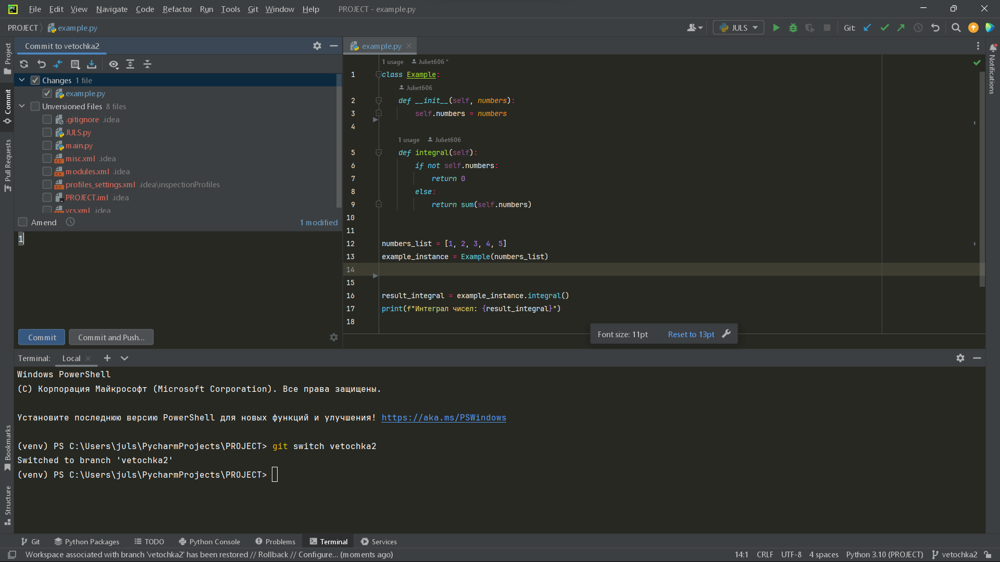 File Edit View Navigate Code Refactor Run Tools Git Window Help PROJECT - example.py
PROJECT example.py JULS Git:
Commit to vetochka2
Changes 1 file
example.py
Unversioned Files 8 files
.gitignore .idea
JULS.py
main.py
misc.xml .idea
modules.xml .idea
profiles_settings.xml .idea\inspectionProfiles
PROJECT.iml .idea
vcs.xml .idea
Amend 1 modified
1
Commit Commit and Push...
Project
Commit
Pull Requests
Bookmarks
Structure
example.py
1 usage Juliet606 *
1 class Example:
Juliet606
2 def __init__(self, numbers):
3 self.numbers = numbers
4
1 usage Juliet606
5 def integral(self):
6 if not self.numbers:
7 return 0
8 else:
9 return sum(self.numbers)
10
11
12 numbers_list = [1, 2, 3, 4, 5]
13 example_instance = Example(numbers_list)
14
15
16 result_integral = example_instance.integral()
17 print(f"Интеграл чисел: {result_integral}")
18
Font size: 11pt Reset to 13pt
Notifications
Terminal: Local
Windows PowerShell
(C) Корпорация Майкрософт (Microsoft Corporation). Все права защищены.
Установите последнюю версию PowerShell для новых функций и улучшения! https://aka.ms/PSWindows
(venv) PS C:\Users\juls\PycharmProjects\PROJECT> git switch vetochka2
Switched to branch 'vetochka2'
(venv) PS C:\Users\juls\PycharmProjects\PROJECT>
Git Python Packages TODO Python Console Problems Terminal Services
Workspace associated with branch 'vetochka2' has been restored // Rollback // Configure... (moments ago) 14:1 CRLF UTF-8 4 spaces Python 3.10 (PROJECT) vetochka2